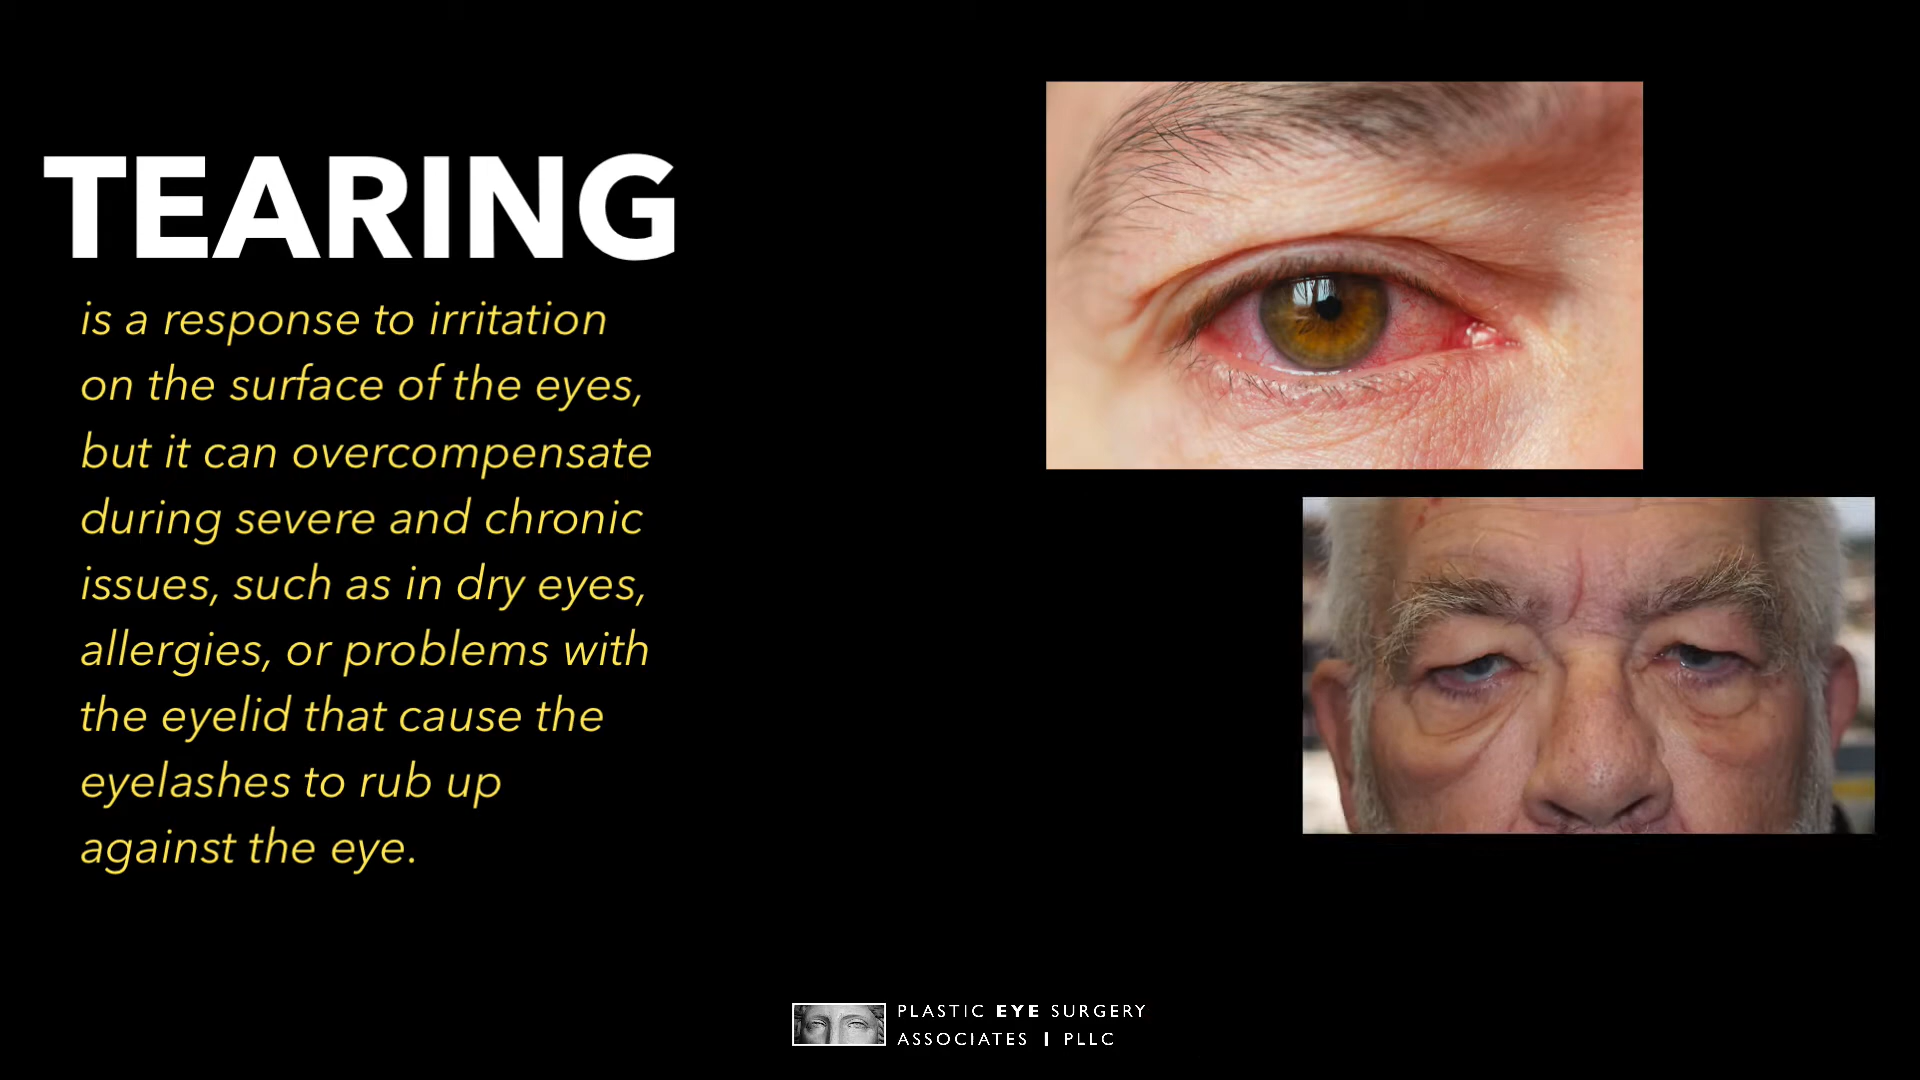 TEARING
is a response to irritation
on the surface of the eyes,
but it can overcompensate
during severe and chronic
issues, such as in dry eyes,
allergies, or problems with
the eyelid that cause the
eyelashes to rub up
against the eye.
PLASTIC EYE SURGERY
ASSOCIATES | PLLC